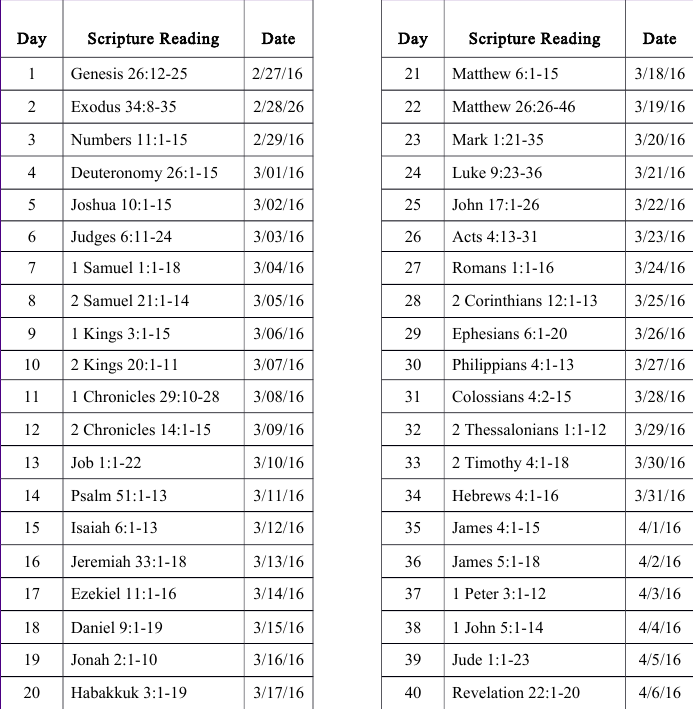 Day Scripture Reading Date
1 Genesis 26:12-25 2/27/16
2 Exodus 34:8-35 2/28/26
3 Numbers 11:1-15 2/29/16
4 Deuteronomy 26:1-15 3/01/16
5 Joshua 10:1-15 3/02/16
6 Judges 6:11-24 3/03/16
7 1 Samuel 1:1-18 3/04/16
8 2 Samuel 21:1-14 3/05/16
9 1 Kings 3:1-15 3/06/16
10 2 Kings 20:1-11 3/07/16
11 1 Chronicles 29:10-28 3/08/16
12 2 Chronicles 14:1-15 3/09/16
13 Job 1:1-22 3/10/16
14 Psalm 51:1-13 3/11/16
15 Isaiah 6:1-13 3/12/16
16 Jeremiah 33:1-18 3/13/16
17 Ezekiel 11:1-16 3/14/16
18 Daniel 9:1-19 3/15/16
19 Jonah 2:1-10 3/16/16
20 Habakkuk 3:1-19 3/17/16
Day Scripture Reading Date
21 Matthew 6:1-15 3/18/16
22 Matthew 26:26-46 3/19/16
23 Mark 1:21-35 3/20/16
24 Luke 9:23-36 3/21/16
25 John 17:1-26 3/22/16
26 Acts 4:13-31 3/23/16
27 Romans 1:1-16 3/24/16
28 2 Corinthians 12:1-13 3/25/16
29 Ephesians 6:1-20 3/26/16
30 Philippians 4:1-13 3/27/16
31 Colossians 4:2-15 3/28/16
32 2 Thessalonians 1:1-12 3/29/16
33 2 Timothy 4:1-18 3/30/16
34 Hebrews 4:1-16 3/31/16
35 James 4:1-15 4/1/16
36 James 5:1-18 4/2/16
37 1 Peter 3:1-12 4/3/16
38 1 John 5:1-14 4/4/16
39 Jude 1:1-23 4/5/16
40 Revelation 22:1-20 4/6/16